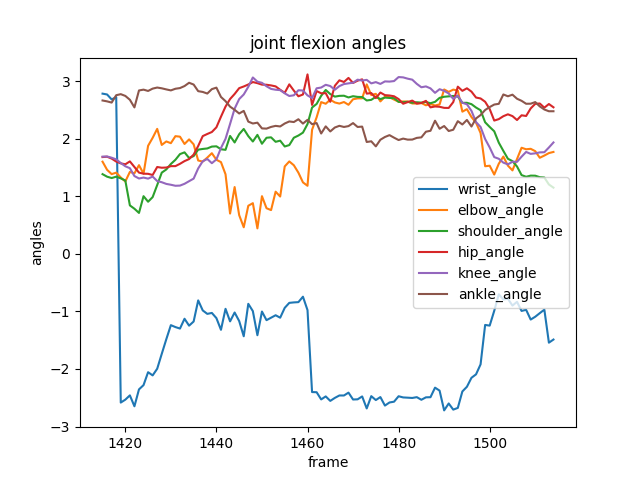 joint flexion angles
angles
3
2
1
0
−1
−2
−3
wrist_angle
elbow_angle
shoulder_angle
hip_angle
knee_angle
ankle_angle
1420 1440 1460 1480 1500
frame